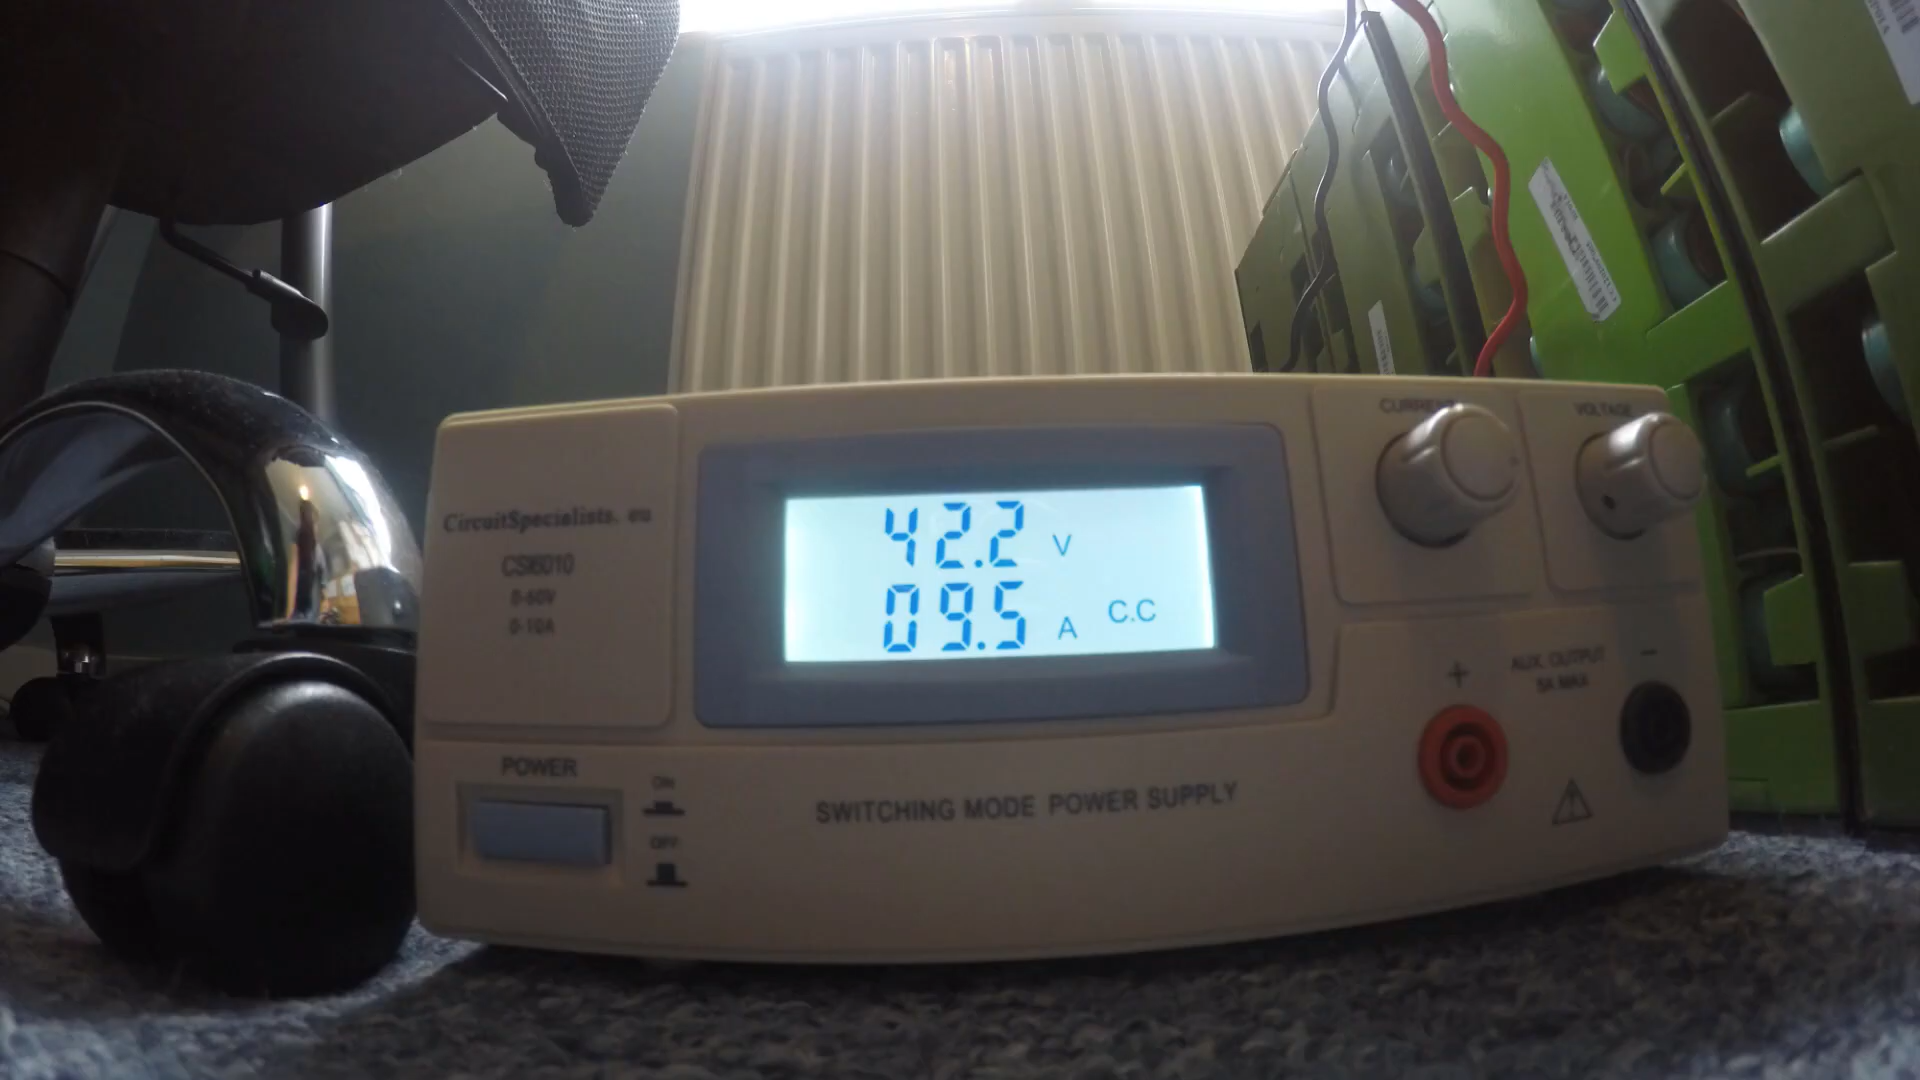 CircuitSpecialists. eu
CSI6010
0-60V
0-10A
42.2 V
09.5 A C.C
CURRENT
VOLTAGE
+ AUX. OUTPUT -
5A MAX
POWER
ON
OFF
SWITCHING MODE POWER SUPPLY